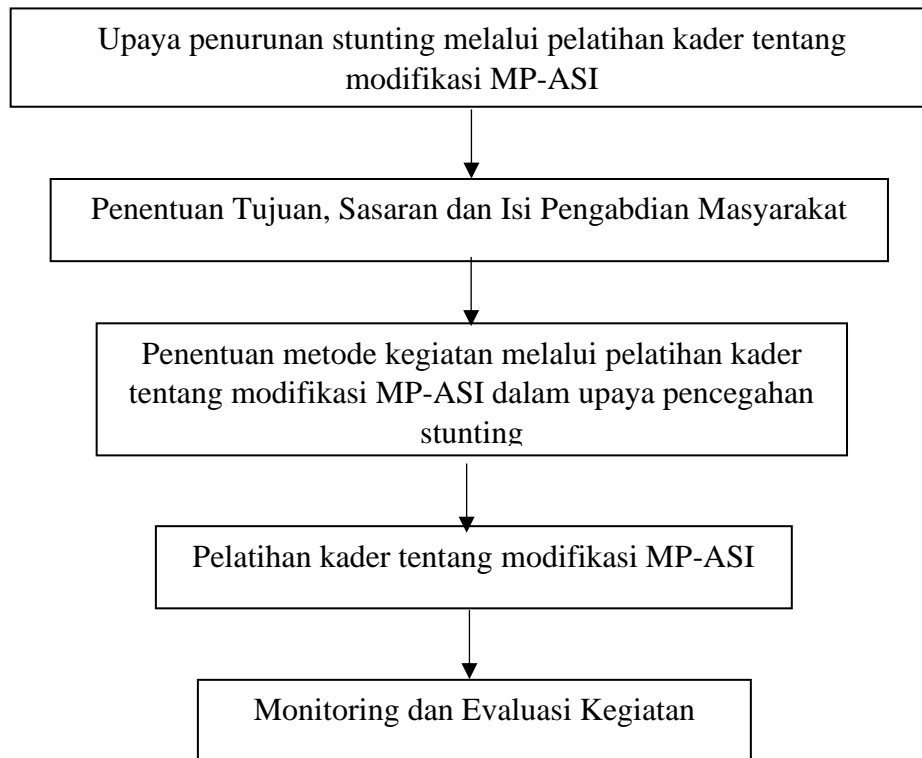 Upaya penurunan stunting melalui pelatihan kader tentang
modifikasi MP-ASI
Penentuan Tujuan, Sasaran dan Isi Pengabdian Masyarakat
Penentuan metode kegiatan melalui pelatihan kader
tentang modifikasi MP-ASI dalam upaya pencegahan
stunting
Pelatihan kader tentang modifikasi MP-ASI
Monitoring dan Evaluasi Kegiatan